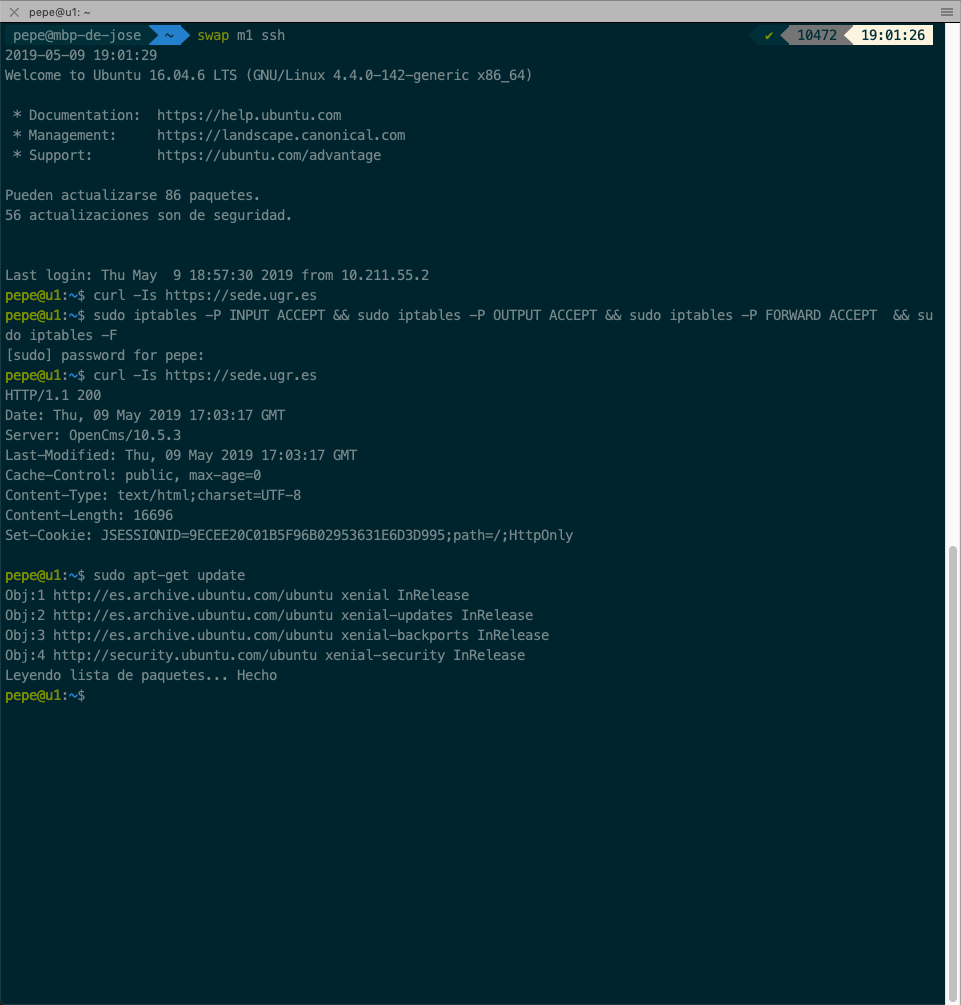 pepe@u1: ~
pepe@mbp-de-jose ~ swap m1 ssh ✔ 10472 19:01:26
2019-05-09 19:01:29
Welcome to Ubuntu 16.04.6 LTS (GNU/Linux 4.4.0-142-generic x86_64)
* Documentation: https://help.ubuntu.com
* Management: https://landscape.canonical.com
* Support: https://ubuntu.com/advantage
Pueden actualizarse 86 paquetes.
56 actualizaciones son de seguridad.
Last login: Thu May  9 18:57:30 2019 from 10.211.55.2
pepe@u1:~$ curl -Is https://sede.ugr.es
pepe@u1:~$ sudo iptables -P INPUT ACCEPT && sudo iptables -P OUTPUT ACCEPT && sudo iptables -P FORWARD ACCEPT  && su
do iptables -F
[sudo] password for pepe:
pepe@u1:~$ curl -Is https://sede.ugr.es
HTTP/1.1 200
Date: Thu, 09 May 2019 17:03:17 GMT
Server: OpenCms/10.5.3
Last-Modified: Thu, 09 May 2019 17:03:17 GMT
Cache-Control: public, max-age=0
Content-Type: text/html;charset=UTF-8
Content-Length: 16696
Set-Cookie: JSESSIONID=9ECEE20C01B5F96B02953631E6D3D995;path=/;HttpOnly
pepe@u1:~$ sudo apt-get update
Obj:1 http://es.archive.ubuntu.com/ubuntu xenial InRelease
Obj:2 http://es.archive.ubuntu.com/ubuntu xenial-updates InRelease
Obj:3 http://es.archive.ubuntu.com/ubuntu xenial-backports InRelease
Obj:4 http://security.ubuntu.com/ubuntu xenial-security InRelease
Leyendo lista de paquetes... Hecho
pepe@u1:~$